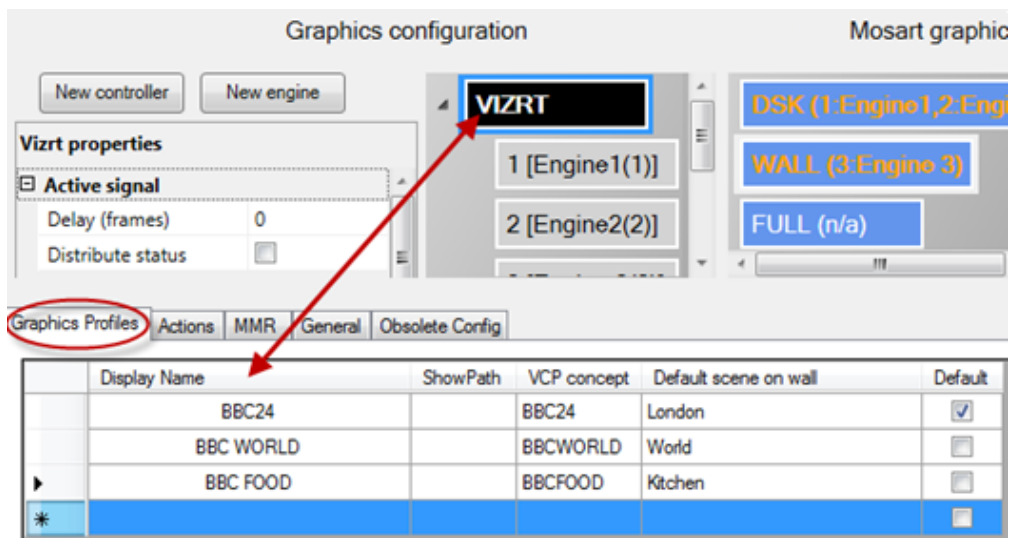 Graphics configuration
Mosart graphic
New controller
New engine
Vizrt properties
Active signal
Delay (frames) 0
Distribute status
VIZRT
1 [Engine1(1)]
2 [Engine2(2)]
DSK (1:Engine1,2:Engi
WALL (3:Engine 3)
FULL (n/a)
Graphics Profiles Actions MMR General Obsolete Config
Display Name ShowPath VCP concept Default scene on wall Default
BBC24 BBC24 London
BBC WORLD BBCWORLD World
BBC FOOD BBCFOOD Kitchen